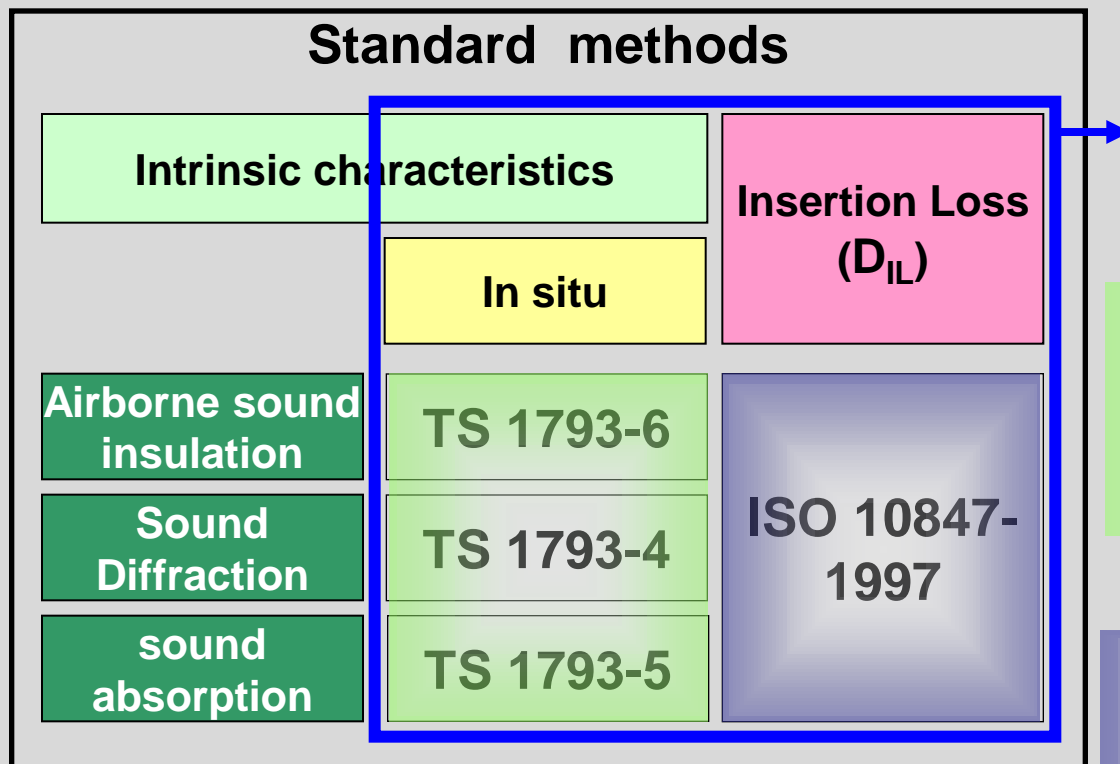 Standard methods
Intrinsic characteristics
Insertion Loss
(DIL)
In situ
Airborne sound
insulation
TS 1793-6
ISO 10847-
1997
Sound
Diffraction
TS 1793-4
sound
absorption
TS 1793-5